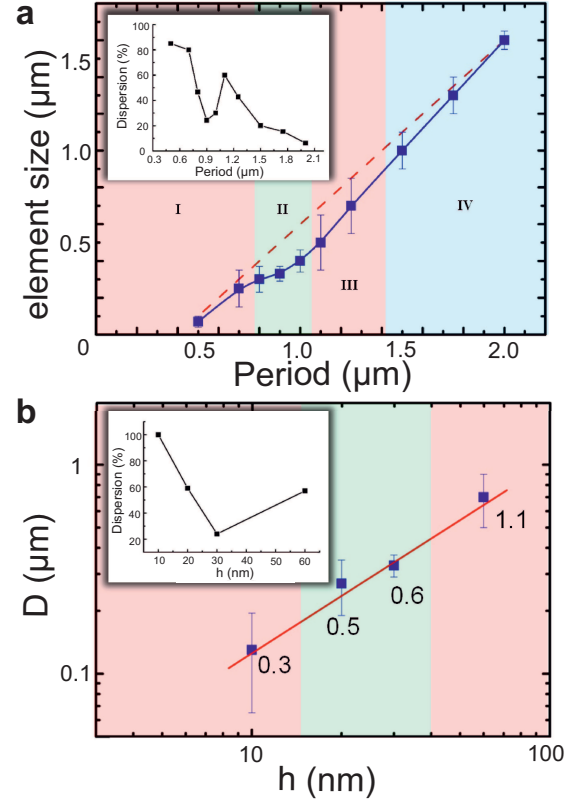 a
element size (μm)
1.5
1.0
0.5
0
0.5
1.0
1.5
2.0
Period (μm)
I
II
III
IV
Dispersion (%)
100
80
60
40
20
0
0.3
0.6
0.9
1.2
1.5
1.8
2.1
Period (μm)
b
D (μm)
1
0.1
10
100
h (nm)
0.3
0.5
0.6
1.1
Dispersion (%)
100
80
60
40
20
10
20
30
40
50
60
h (nm)